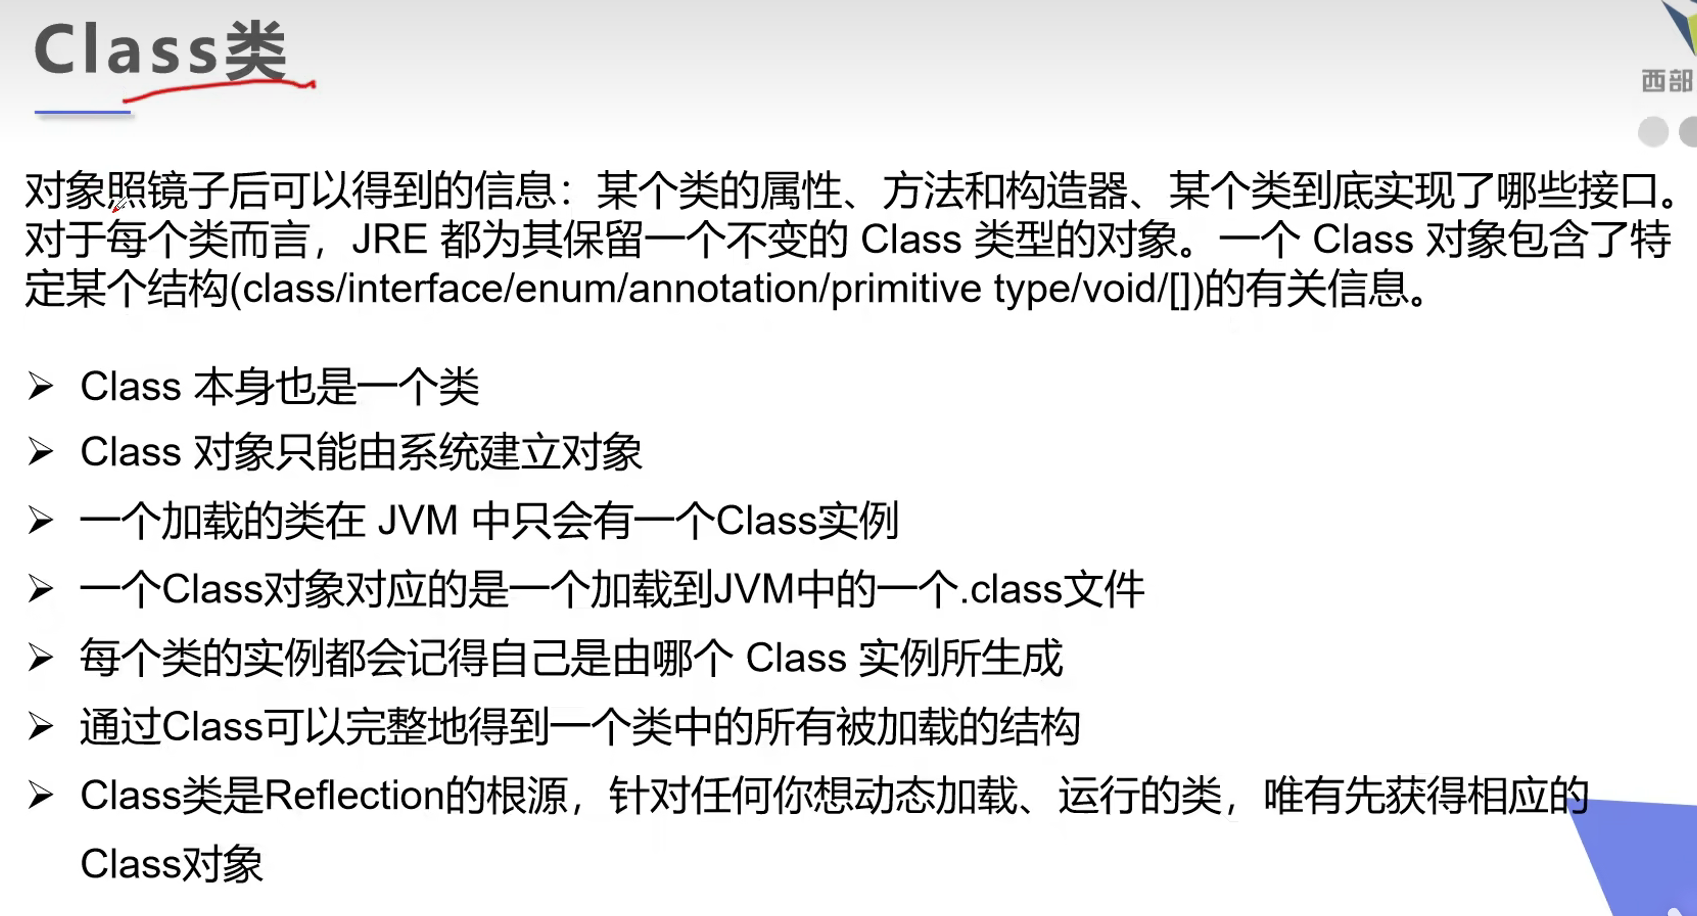 Class类
西部
对象照镜子后可以得到的信息：某个类的属性、方法和构造器、某个类到底实现了哪些接口。
对于每个类而言，JRE 都为其保留一个不变的 Class 类型的对象。一个 Class 对象包含了特
定某个结构(class/interface/enum/annotation/primitive type/void/[])的有关信息。
➢ Class 本身也是一个类
➢ Class 对象只能由系统建立对象
➢ 一个加载的类在 JVM 中只会有一个Class实例
➢ 一个Class对象对应的是一个加载到JVM中的一个.class文件
➢ 每个类的实例都会记得自己是由哪个 Class 实例所生成
➢ 通过Class可以完整地得到一个类中的所有被加载的结构
➢ Class类是Reflection的根源，针对任何你想动态加载、运行的类，唯有先获得相应的
Class对象